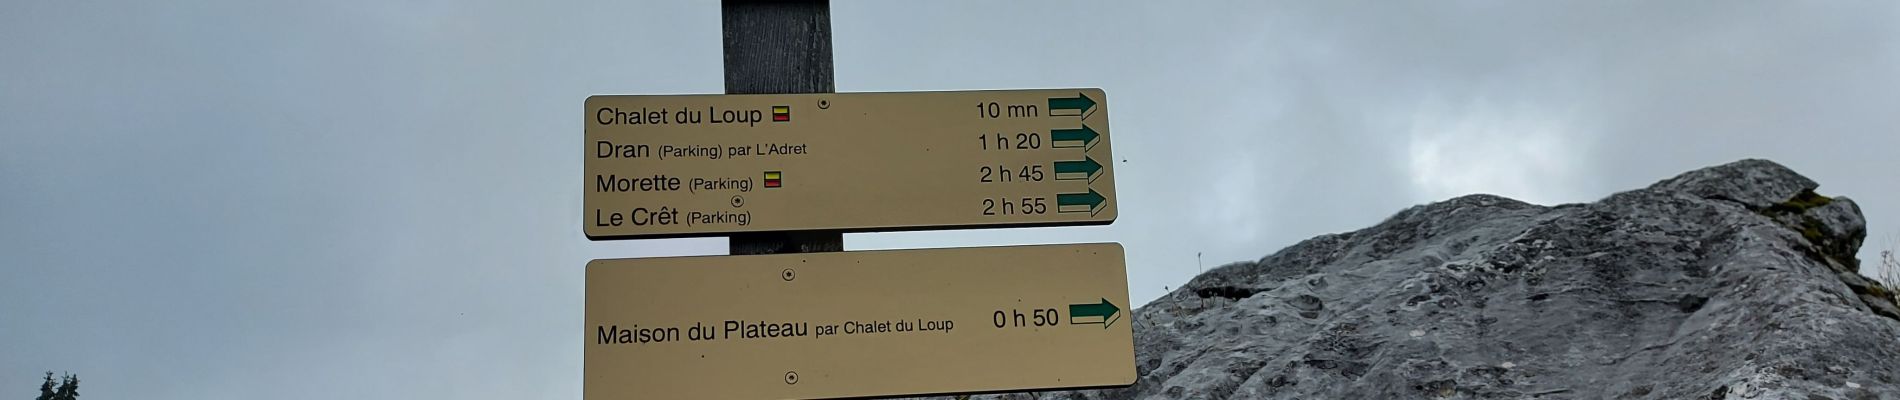 Chalet du Loup 10 mn
Dran (Parking) par L'Adret 1 h 20
Morette (Parking) 2 h 45
Le Crêt (Parking) 2 h 55
Maison du Plateau par Chalet du Loup 0 h 50